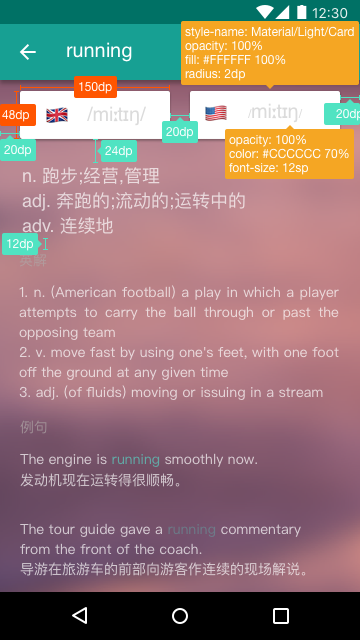 12:30
running
style-name: Material/Light/Card
opacity: 100%
fill: #FFFFFF 100%
radius: 2dp
150dp
48dp
/miːtɪŋ/
/miːtɪŋ/
20dp
20dp
20dp
24dp
opacity: 100%
color: #CCCCCC 70%
font-size: 12sp
n. 跑步;经营,管理
adj. 奔跑的;流动的;运转中的
adv. 连续地
12dp
英解
1. n. (American football) a play in which a player
attempts to carry the ball through or past the
opposing team
2. v. move fast by using one's feet, with one foot
off the ground at any given time
3. adj. (of fluids) moving or issuing in a stream
例句
The engine is running smoothly now.
发动机现在运转得很顺畅。
The tour guide gave a running commentary
from the front of the coach.
导游在旅游车的前部向游客作连续的现场解说。